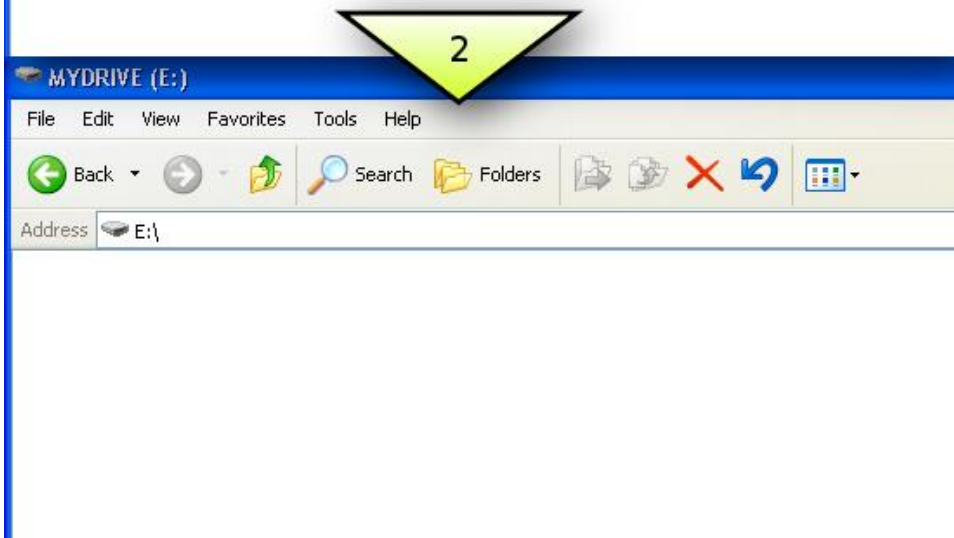 2
MYDRIVE (E:)
File Edit View Favorites Tools Help
Back Search Folders
Address E:\